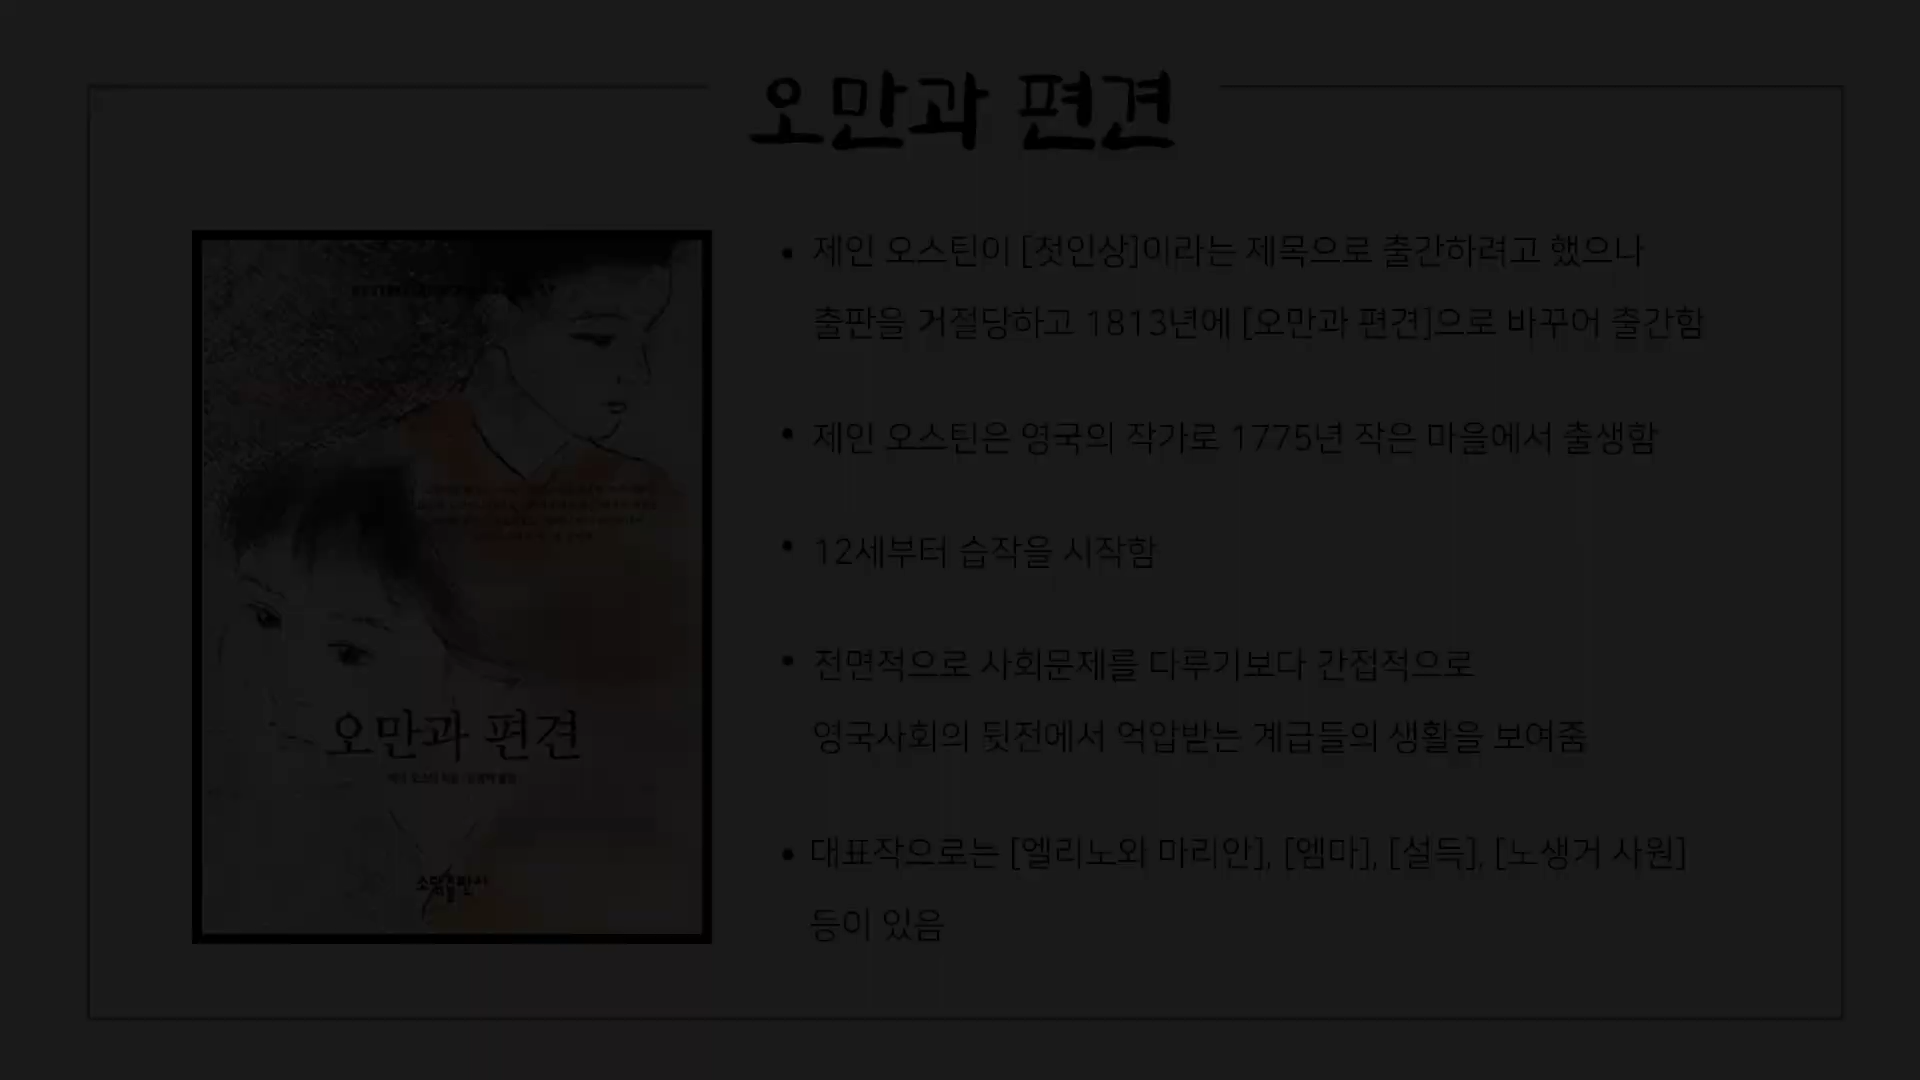 오만과 편견
제인 오스틴이 [첫인상]이라는 제목으로 출간하려고 했으나
출판을 거절당하고 1813년에 [오만과 편견]으로 바꾸어 출간함
제인 오스틴은 영국의 작가로 1775년 작은 마을에서 출생함
12세부터 습작을 시작함
전면적으로 사회문제를 다루기보다 간접적으로
영국사회의 뒷전에서 억압받는 계급들의 생활을 보여줌
대표작으로는 [엘리노와 마리안], [엠마], [설득], [노생거 사원]
등이 있음
오만과 편견